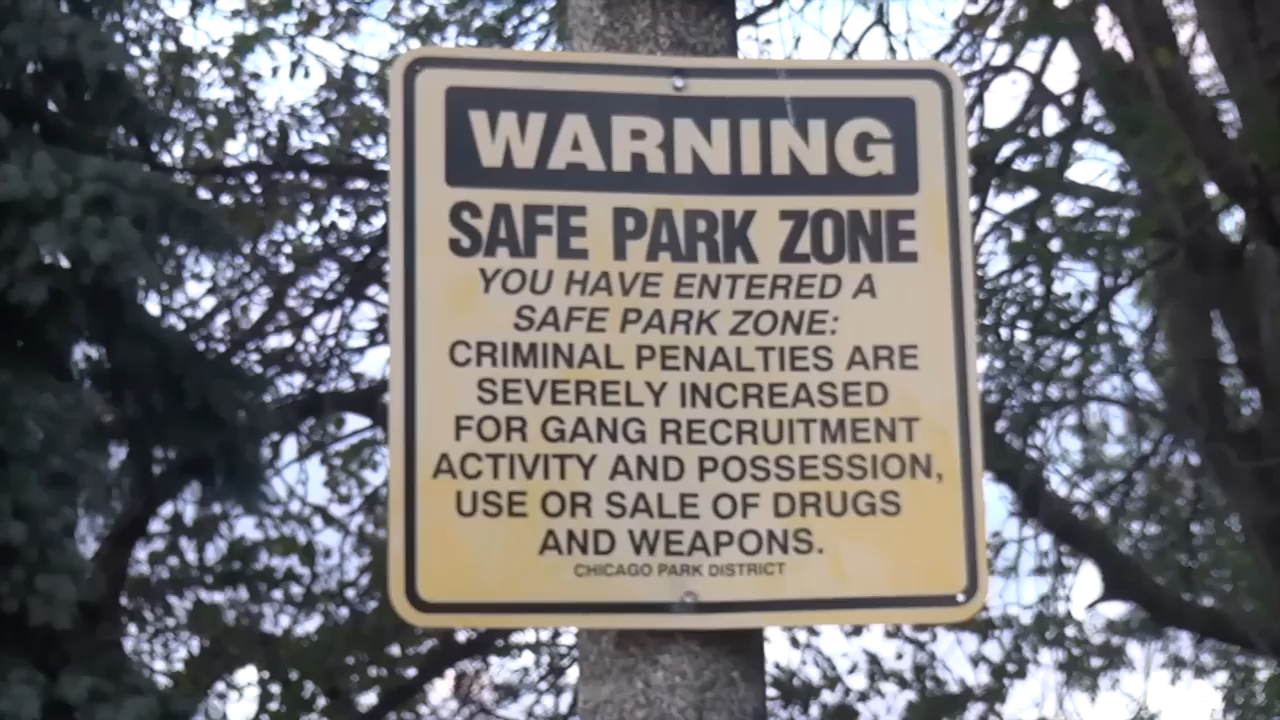 WARNING
SAFE PARK ZONE
YOU HAVE ENTERED A
SAFE PARK ZONE:
CRIMINAL PENALTIES ARE
SEVERELY INCREASED
FOR GANG RECRUITMENT
ACTIVITY AND POSSESSION,
USE OR SALE OF DRUGS
AND WEAPONS.
CHICAGO PARK DISTRICT